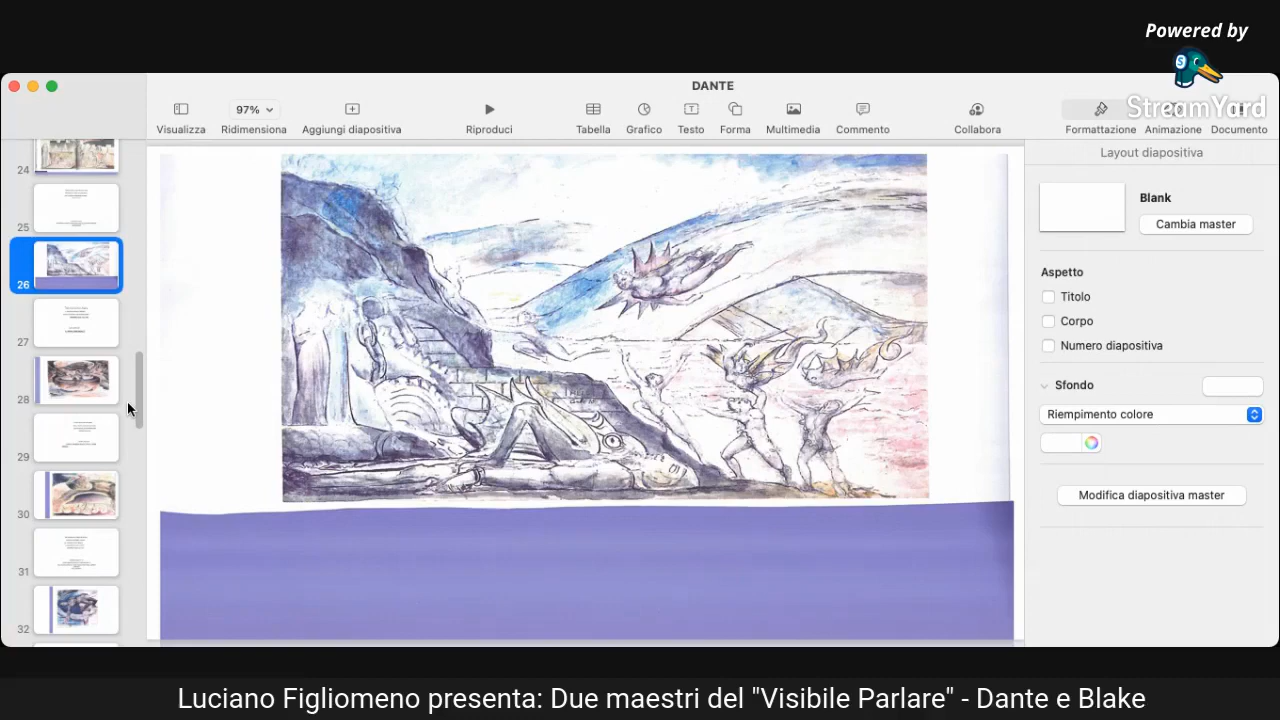 Powered by
StreamYard
DANTE
97%
Visualizza Ridimensiona Aggiungi diapositiva Riproduci Tabella Grafico Testo Forma Multimedia Commento Collabora Formattazione Animazione Documento
Layout diapositiva
Blank
Cambia master
Aspetto
Titolo
Corpo
Numero diapositiva
Sfondo
Riempimento colore
Modifica diapositiva master
24
25
26
27
28
29
30
31
32
Luciano Figliomeno presenta: Due maestri del "Visibile Parlare" - Dante e Blake